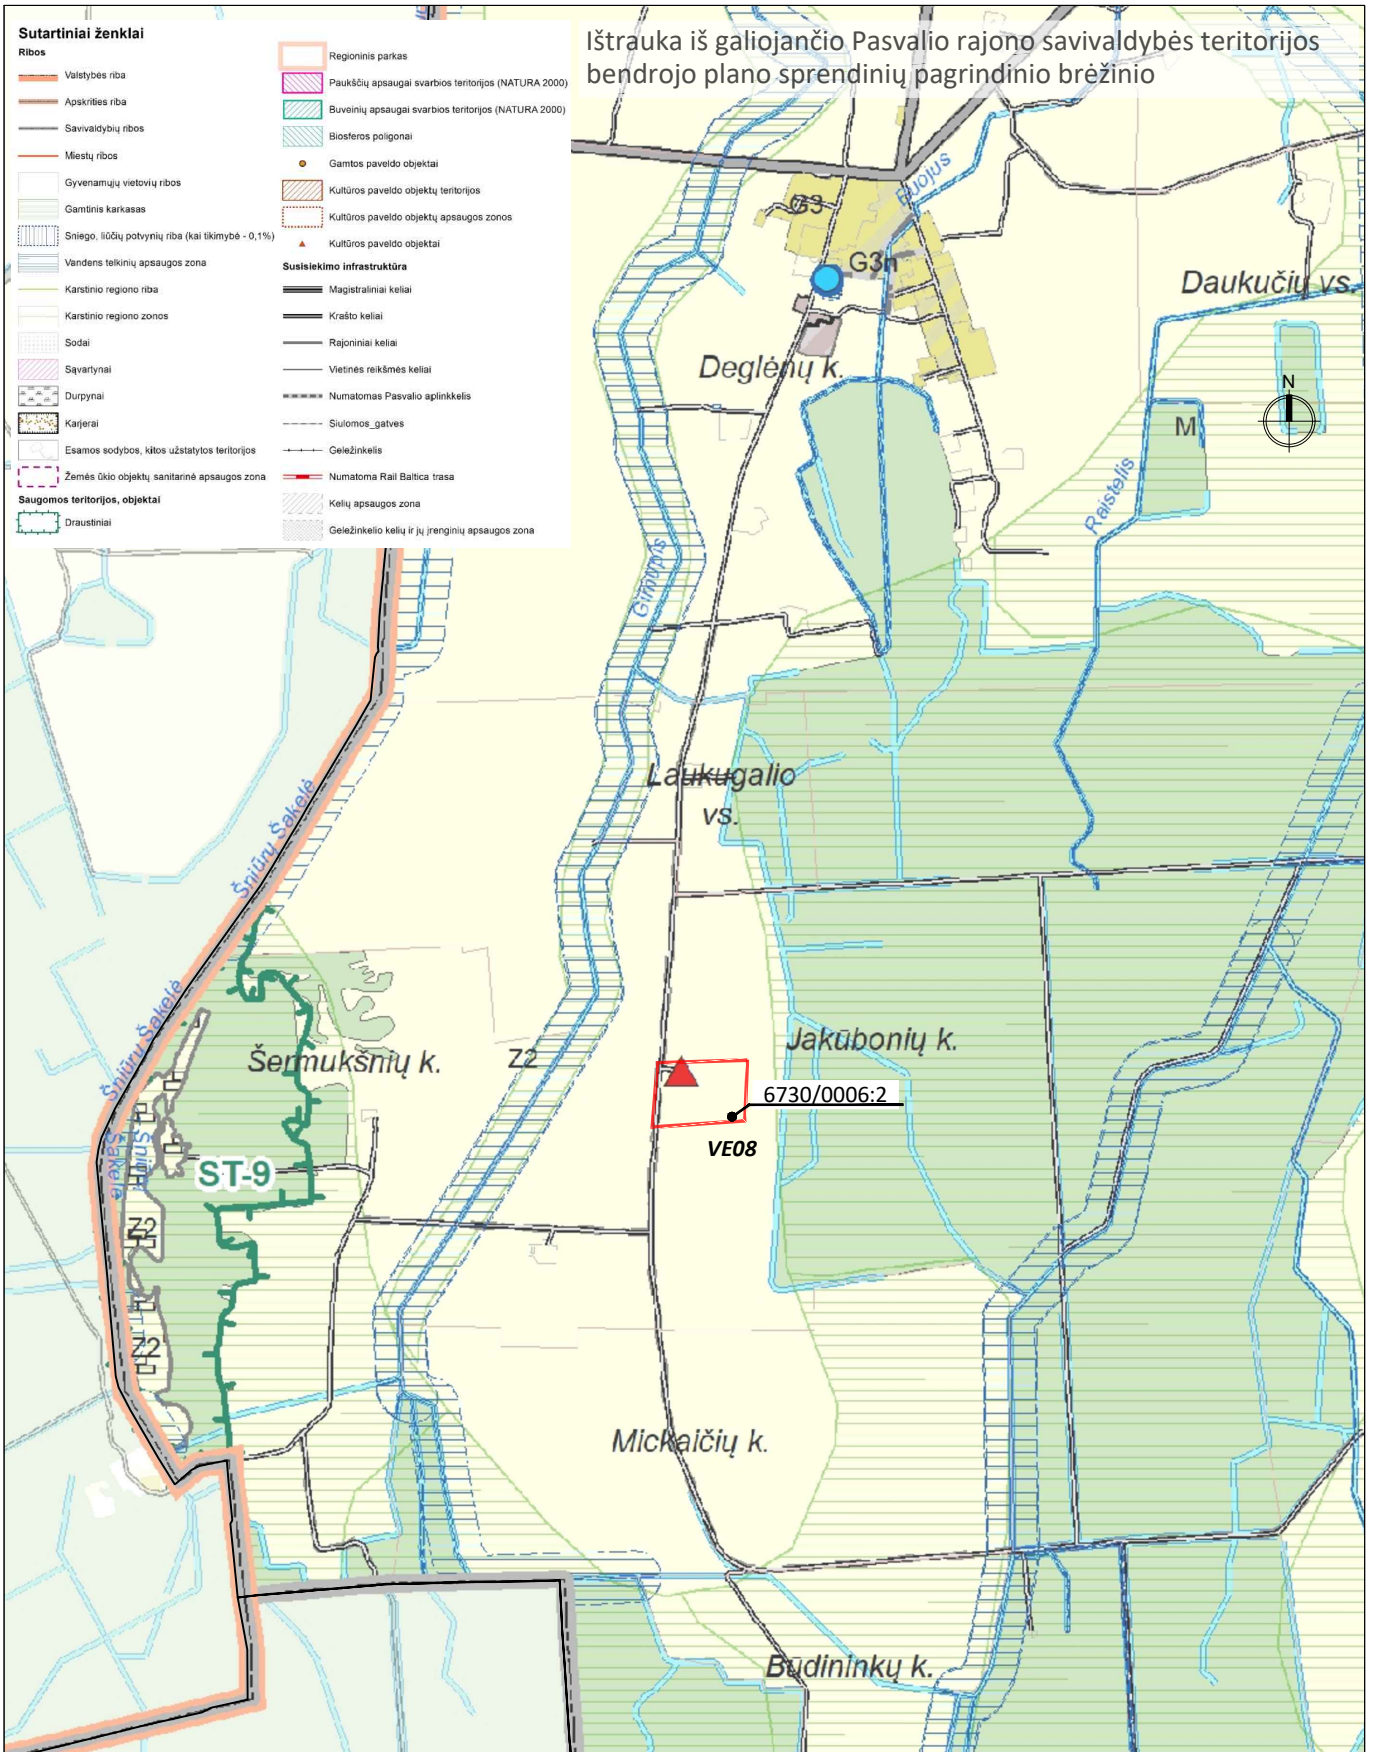 Ištrauka iš galiojančio Pasvalio rajono savivaldybės teritorijos
bendrojo plano sprendinių pagrindinio brėžinio
Sutartiniai ženklai
Ribos
Valstybės riba
Apskrities riba
Savivaldybių ribos
Miestų ribos
Gyvenamųjų vietovių ribos
Gamtinis karkasas
Sniego, liūčių potvynių riba (kai tikimybė - 0,1%)
Vandens telkinių apsaugos zona
Karstinio regiono riba
Karstinio regiono zonos
Sodai
Sąvartynai
Durpynai
Karjerai
Esamos sodybos, kitos užstatytos teritorijos
Žemės ūkio objektų sanitarinė apsaugos zona
Saugomos teritorijos, objektai
Draustiniai
Regioninis parkas
Paukščių apsaugai svarbios teritorijos (NATURA 2000)
Buveinių apsaugai svarbios teritorijos (NATURA 2000)
Biosferos poligonai
Gamtos paveldo objektai
Kultūros paveldo objektų teritorijos
Kultūros paveldo objektų apsaugos zonos
Kultūros paveldo objektai
Susisiekimo infrastruktūra
Magistraliniai keliai
Krašto keliai
Rajoniniai keliai
Vietinės reikšmės keliai
Numatomas Pasvalio aplinkkelis
Siulomos_gatves
Geležinkelis
Numatoma Rail Baltica trasa
Kelių apsaugos zona
Geležinkelio kelių ir jų įrenginių apsaugos zona
G3
G3n
Daukučių vs.
Deglėnų k.
N
M
Raistelis
Laukugalio
vs.
Šniūrų Šakelė
Šniūrų Šakelė
Šermukšnių k.
Z2
Jakūbonių k.
6730/0006:2
VE08
ST-9
Z2
Z2
Mickaičių k.
Būdininkų k.